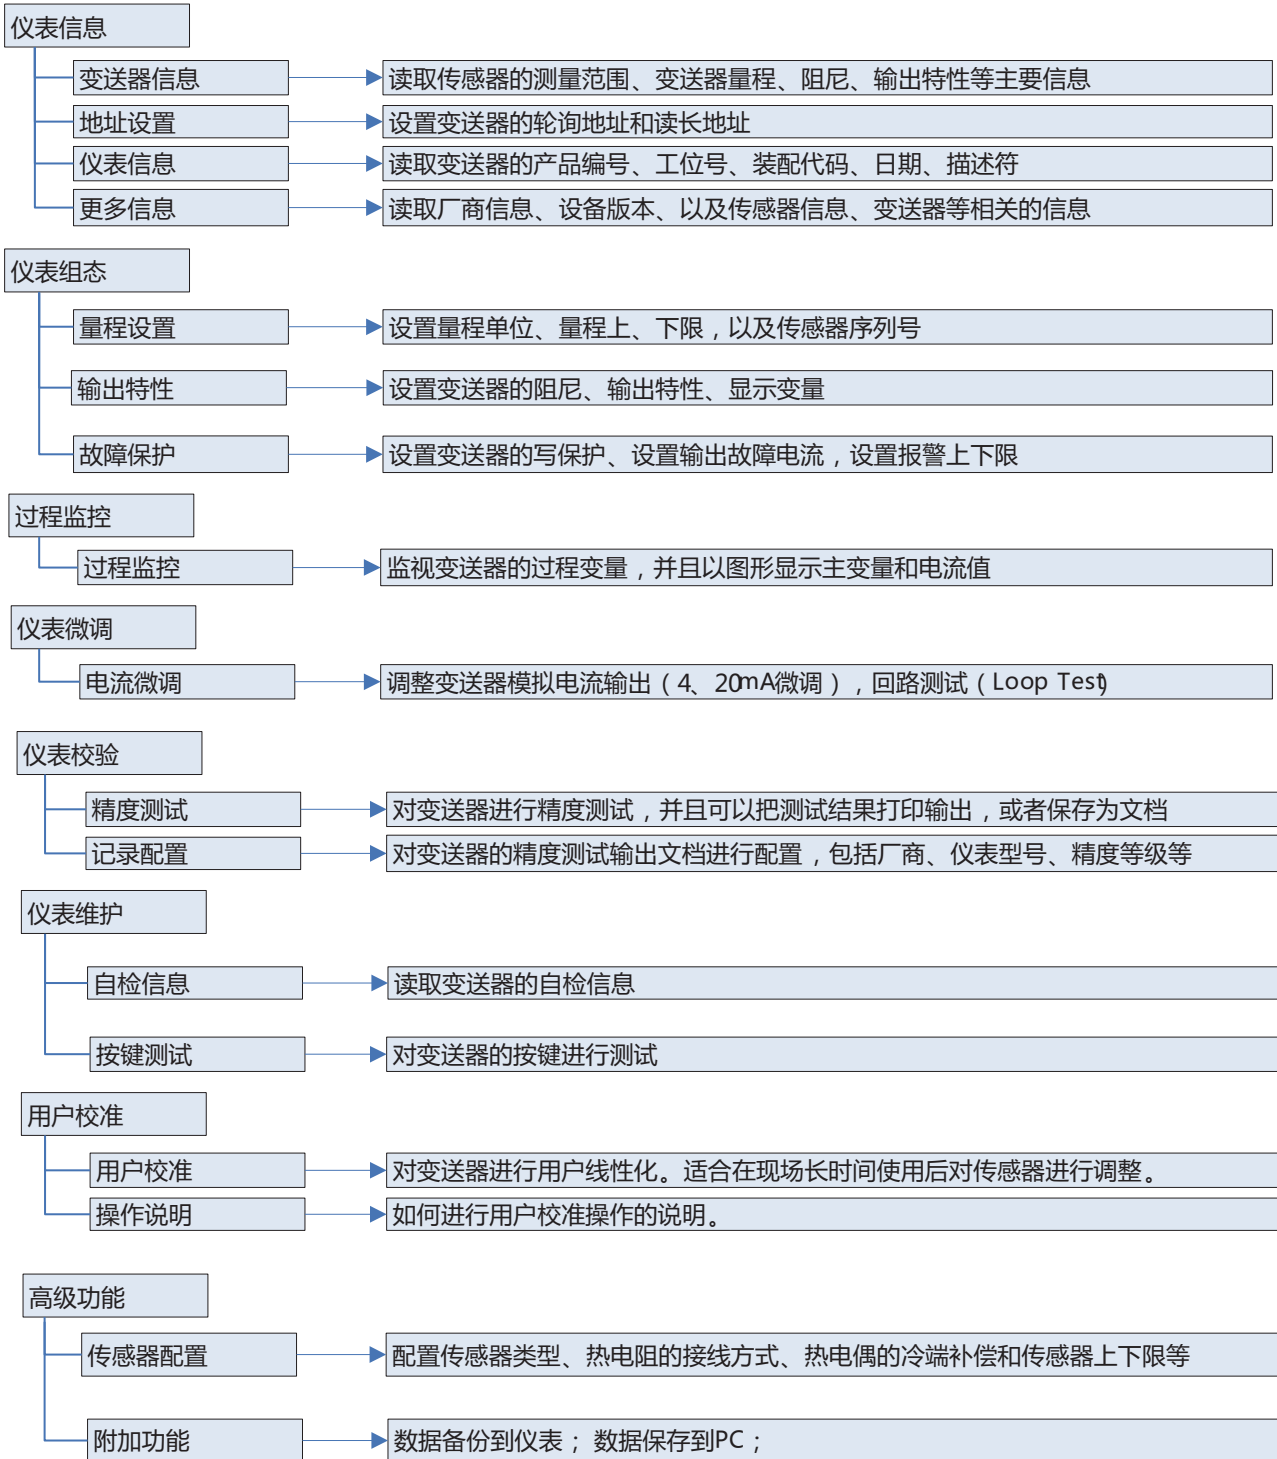 仪表信息
变送器信息
读取传感器的测量范围、变送器量程、阻尼、输出特性等主要信息
地址设置
设置变送器的轮询地址和读长地址
仪表信息
读取变送器的产品编号、工位号、装配代码、日期、描述符
更多信息
读取厂商信息、设备版本、以及传感器信息、变送器等相关的信息
仪表组态
量程设置
设置量程单位、量程上、下限，以及传感器序列号
输出特性
设置变送器的阻尼、输出特性、显示变量
故障保护
设置变送器的写保护、设置输出故障电流，设置报警上下限
过程监控
过程监控
监视变送器的过程变量，并且以图形显示主变量和电流值
仪表微调
电流微调
调整变送器模拟电流输出（4、20mA微调），回路测试（Loop Test)
仪表校验
精度测试
对变送器进行精度测试，并且可以把测试结果打印输出，或者保存为文档
记录配置
对变送器的精度测试输出文档进行配置，包括厂商、仪表型号、精度等级等
仪表维护
自检信息
读取变送器的自检信息
按键测试
对变送器的按键进行测试
用户校准
用户校准
对变送器进行用户线性化。适合在现场长时间使用后对传感器进行调整。
操作说明
如何进行用户校准操作的说明。
高级功能
传感器配置
配置传感器类型、热电阻的接线方式、热电偶的冷端补偿和传感器上下限等
附加功能
数据备份到仪表；数据保存到PC；